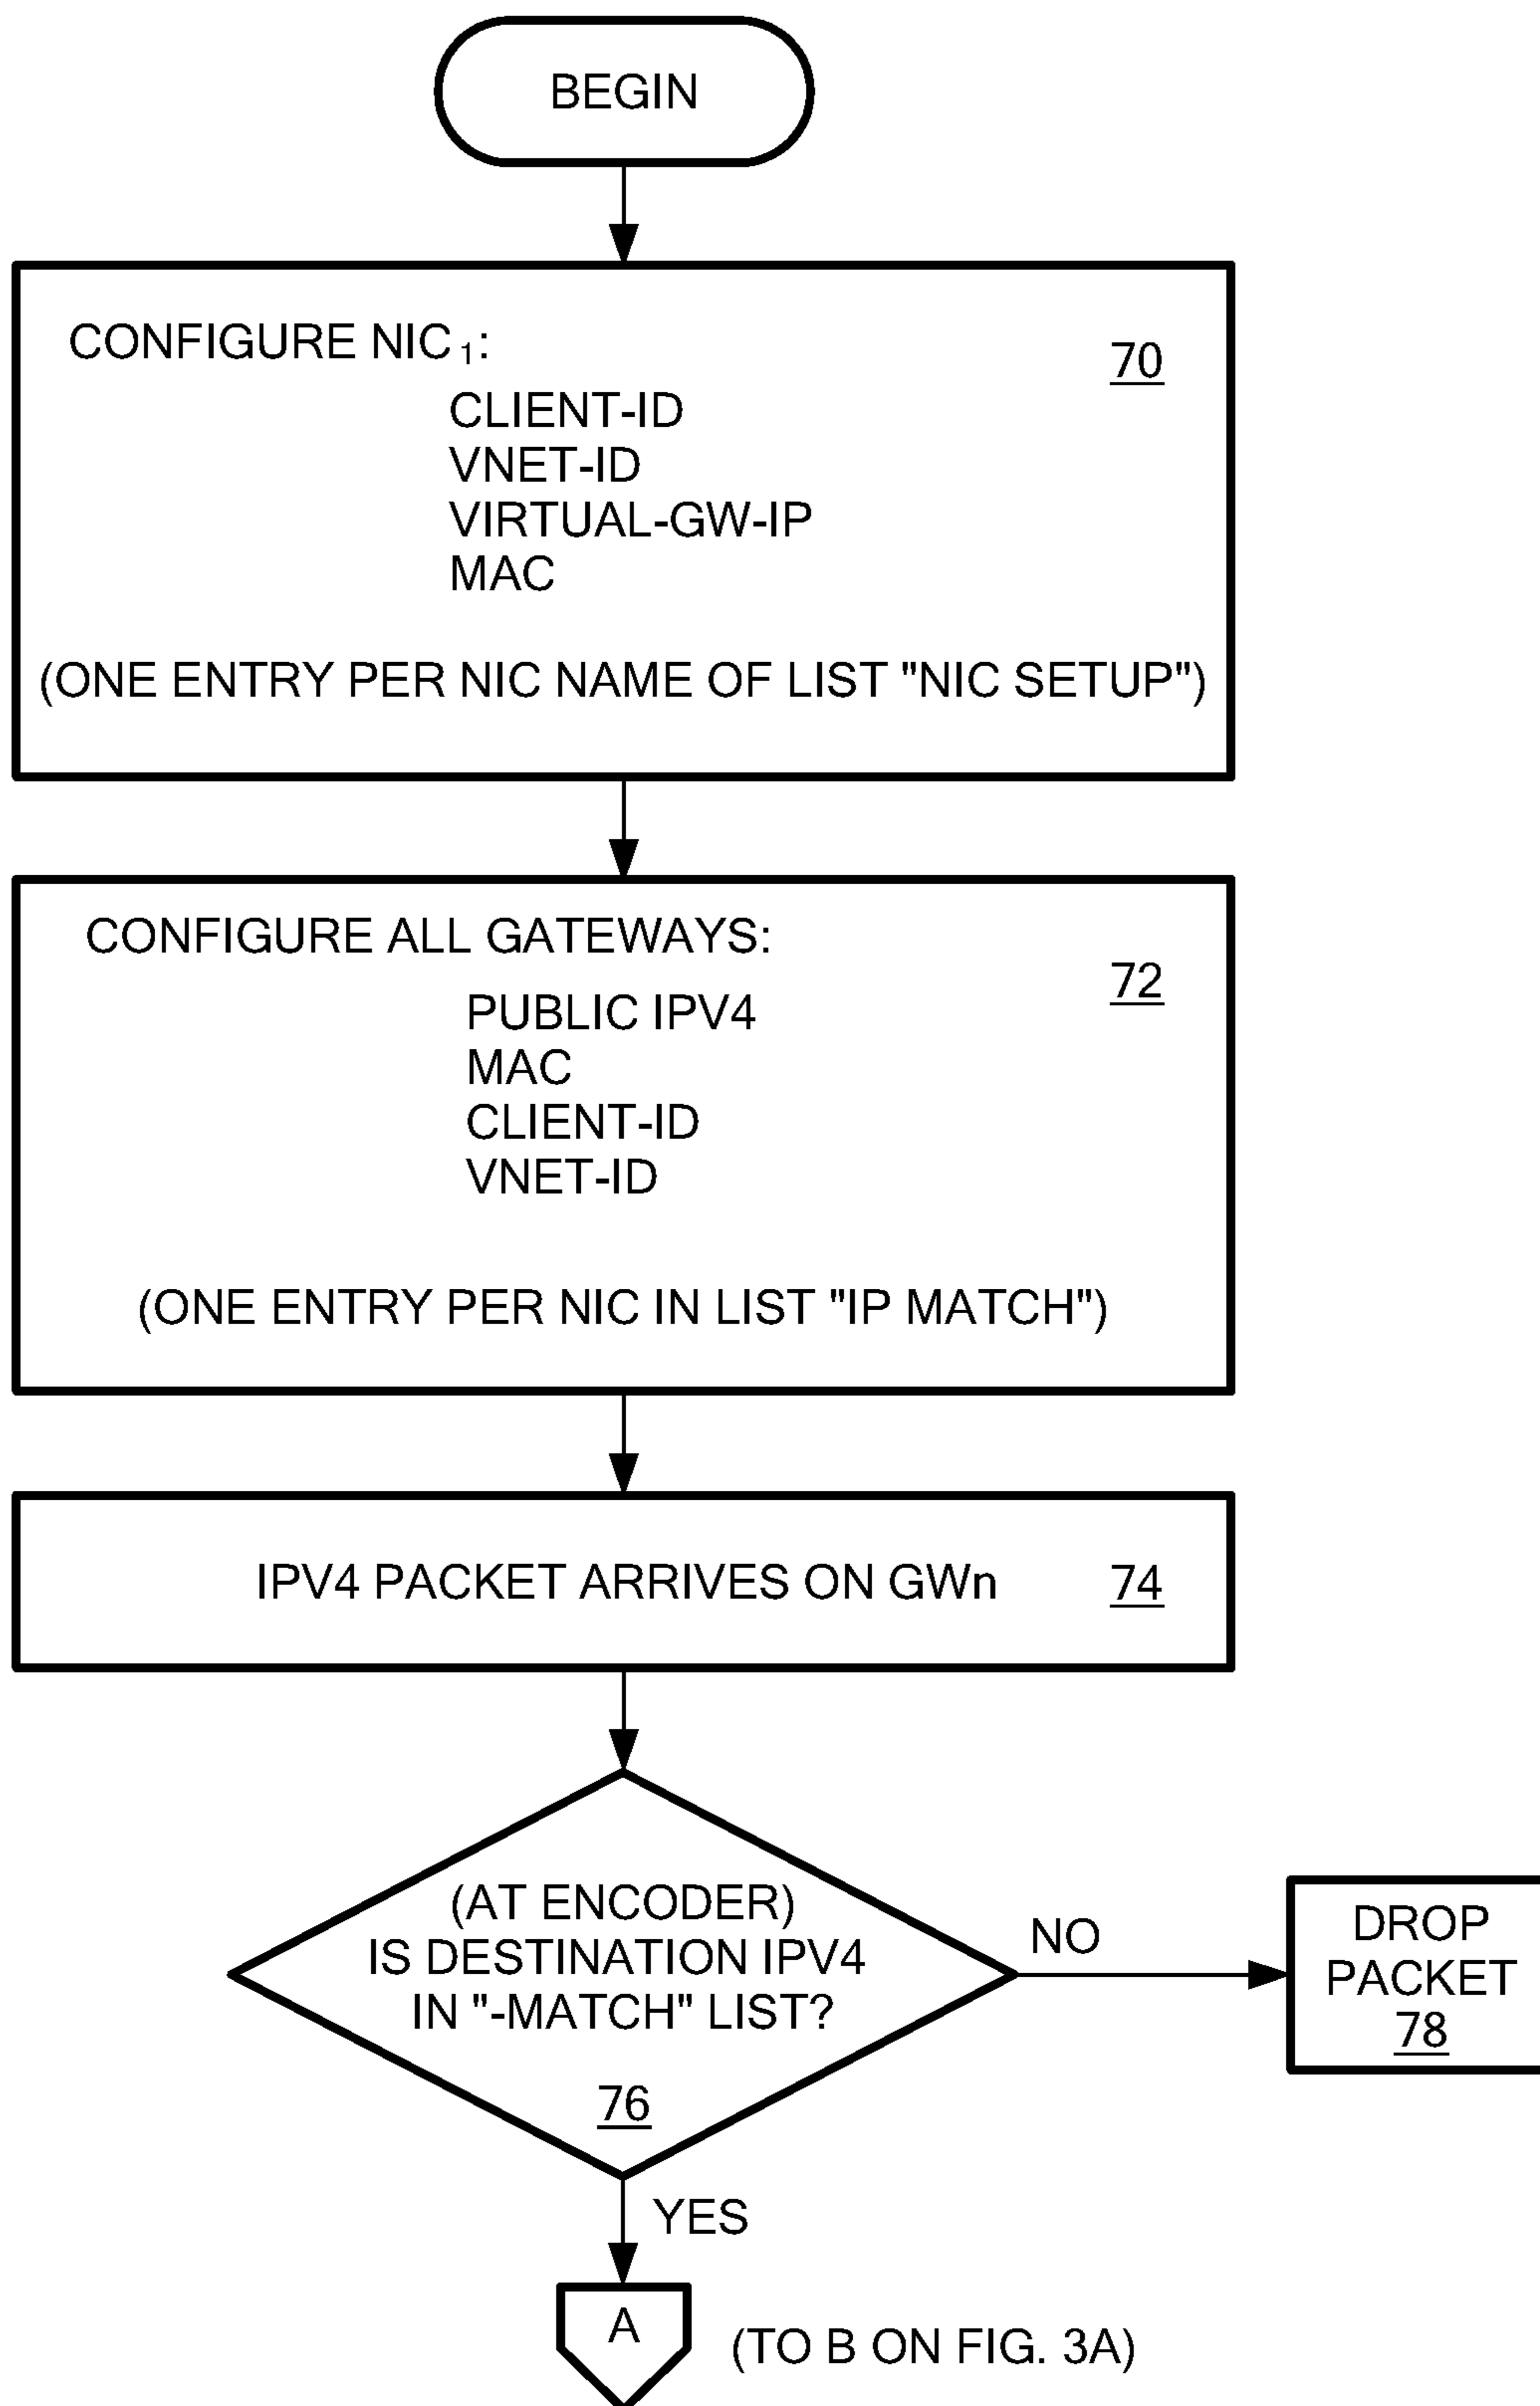 BEGIN
CONFIGURE NIC₁:
70
CLIENT-ID
VNET-ID
VIRTUAL-GW-IP
MAC
(ONE ENTRY PER NIC NAME OF LIST "NIC SETUP")
CONFIGURE ALL GATEWAYS:
72
PUBLIC IPV4
MAC
CLIENT-ID
VNET-ID
(ONE ENTRY PER NIC IN LIST "IP MATCH")
IPV4 PACKET ARRIVES ON GWn
74
(AT ENCODER)
IS DESTINATION IPV4
IN "-MATCH" LIST?
76
NO
DROP
PACKET
78
YES
A
(TO B ON FIG. 3A)